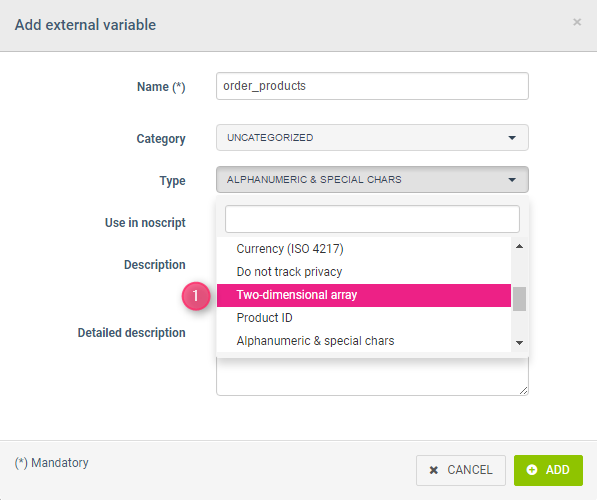 Add external variable
×
Name (*)
order_products
Category
UNCATEGORIZED
Type
ALPHANUMERIC & SPECIAL CHARS
Use in noscript
Currency (ISO 4217)
Description
Do not track privacy
1
Two-dimensional array
Product ID
Detailed description
Alphanumeric & special chars
(*) Mandatory
CANCEL
ADD